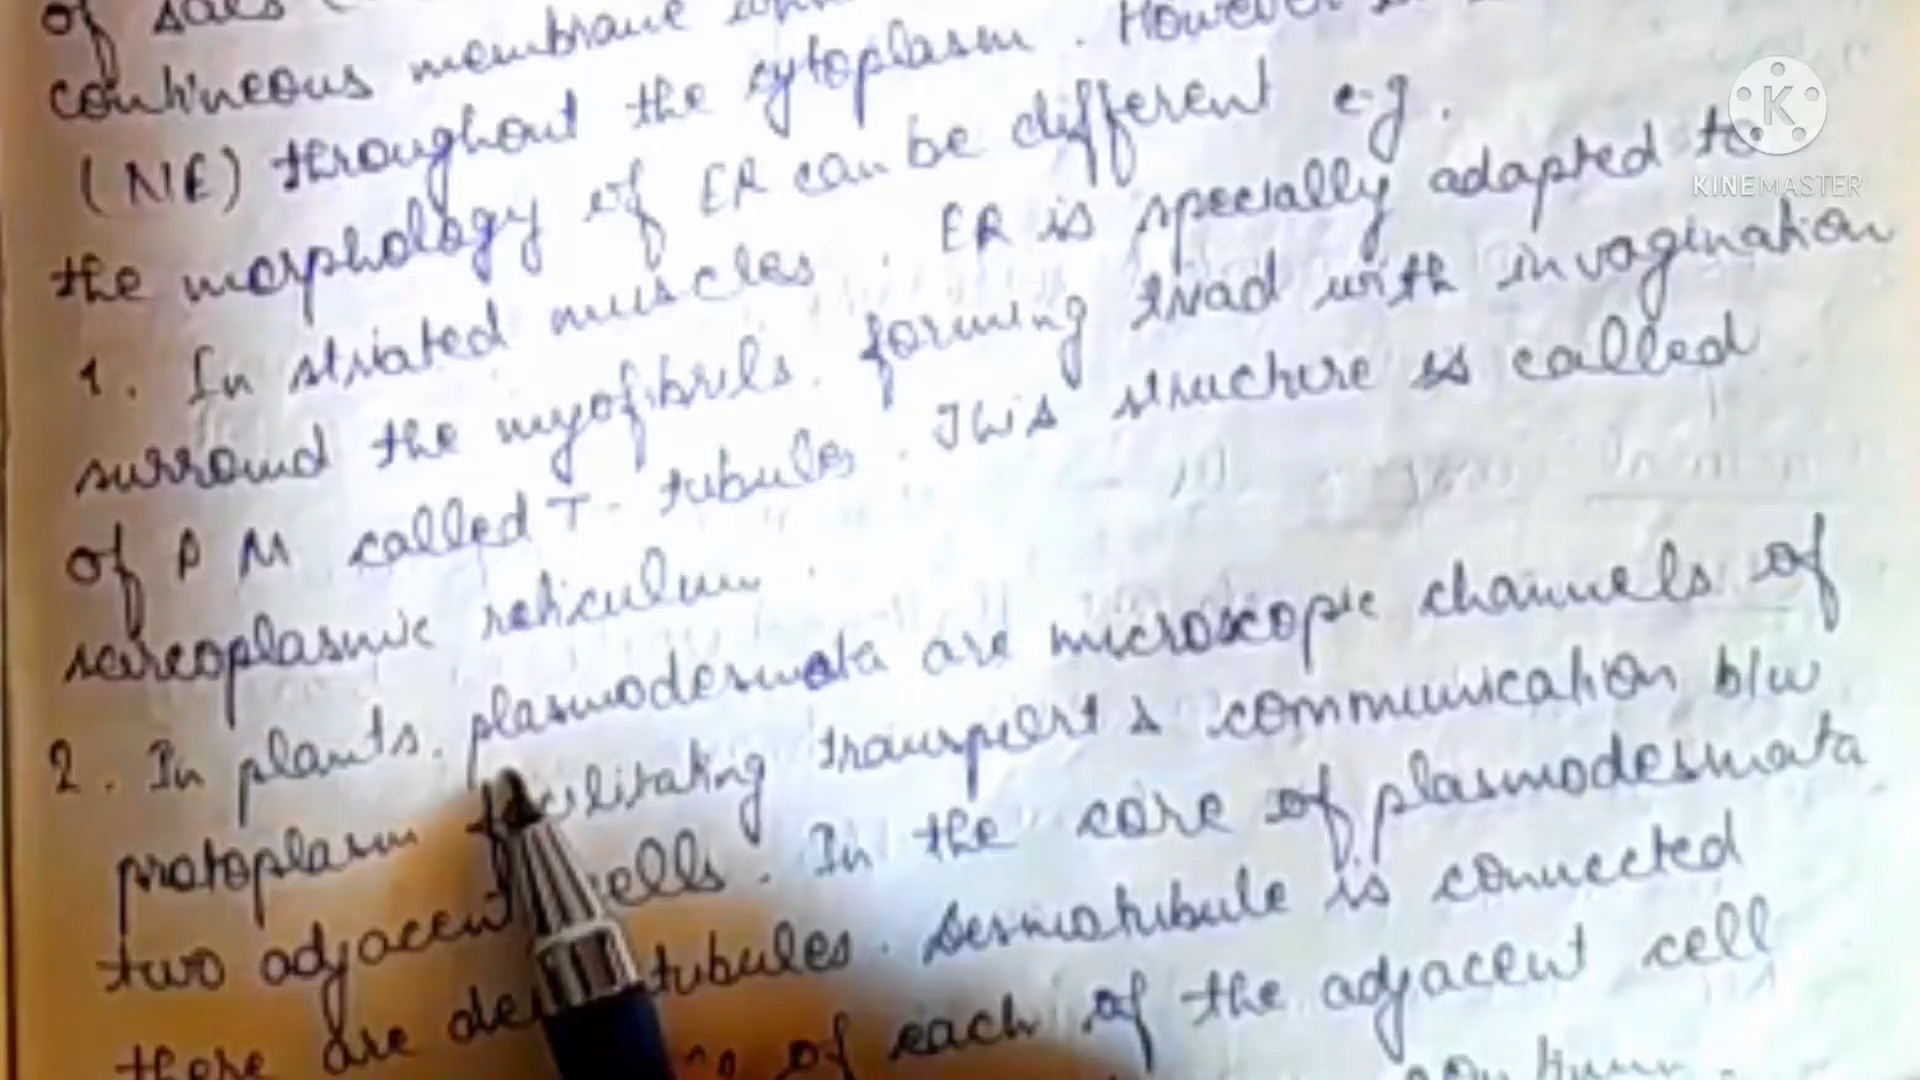 of
contineous membrane
(NE) throughout the cytoplasm. However
the morphology of ER can be different e.g.
1. In striated muscles. ER is specially adapted to
surround the myofibrils. forming triad with invagination
of P M called T- tubules. This structure is called
sarcoplasmic reticulum.
2. In plants. plasmodesmata are microscopic channels of
protoplasm facilitating transport & communication b/w
two adjacent cells. In the core of plasmodesmata
there are tubules. Desmotubule is connected
of each of the adjacent cell
K
KINEMASTER